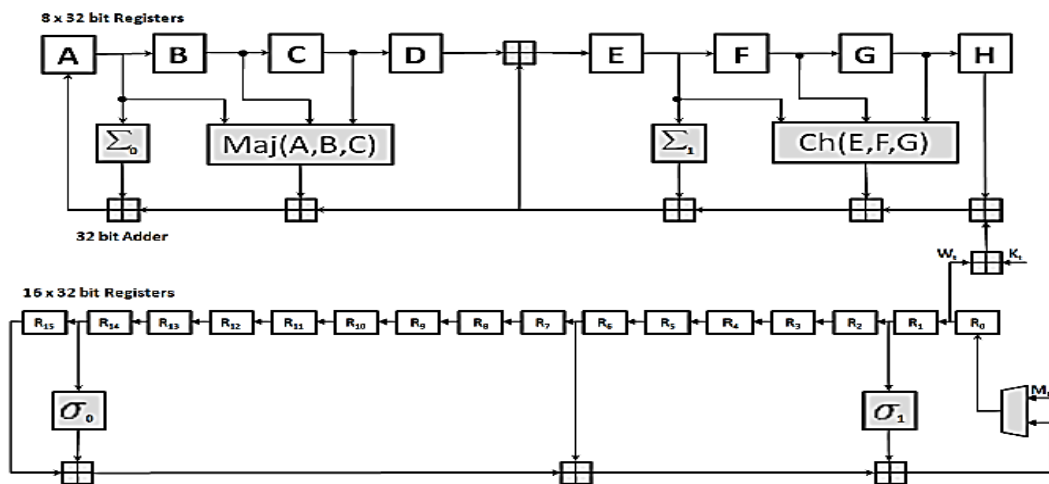 8 x 32 bit Registers
A B C D E F G H
Σ₀ Maj(A,B,C) Σ₁ Ch(E,F,G)
32 bit Adder
Wₜ Kₜ
16 x 32 bit Registers
R₁₅ R₁₄ R₁₃ R₁₂ R₁₁ R₁₀ R₉ R₈ R₇ R₆ R₅ R₄ R₃ R₂ R₁ R₀
σ₀ σ₁ M